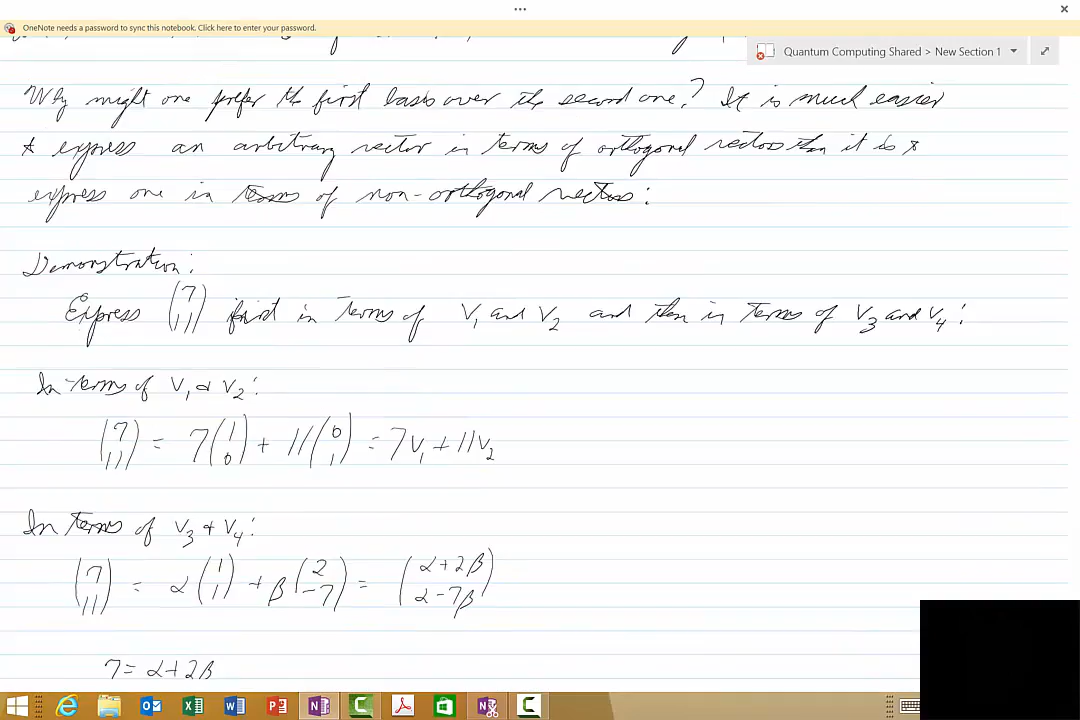 OneNote needs a password to sync this notebook. Click here to enter your password.
Quantum Computing Shared > New Section 1
Why might one prefer the first basis over the second one? It is much easier
to express an arbitrary vector in terms of orthogonal vectors than it is to
express one in terms of non-orthogonal vectors:
Demonstration:
Express (7 11) first in terms of V₁ and V₂ and then in terms of V₃ and V₄:
In terms of V₁ & V₂:
(7 11) = 7(1 0) + 11(0 1) = 7V₁ + 11V₂
In terms of V₃ + V₄:
(7 11) = α(1 1) + β(2 -7) = (α+2β α-7β)
7 = α+2β